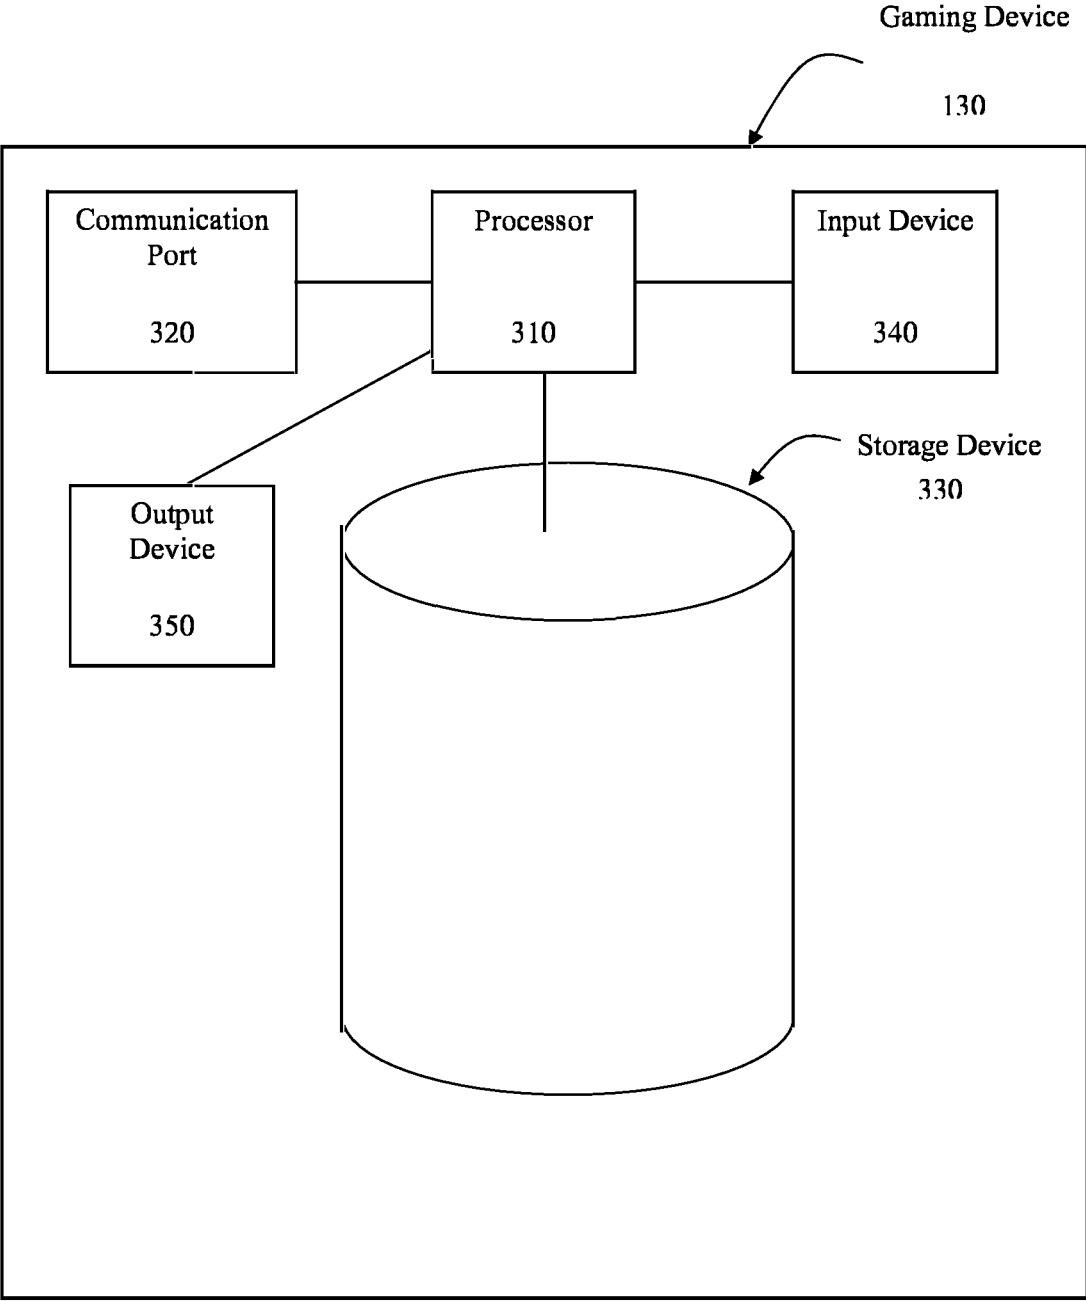 Gaming Device
130
Communication
Port
320
Processor
310
Input Device
340
Storage Device
330
Output
Device
350